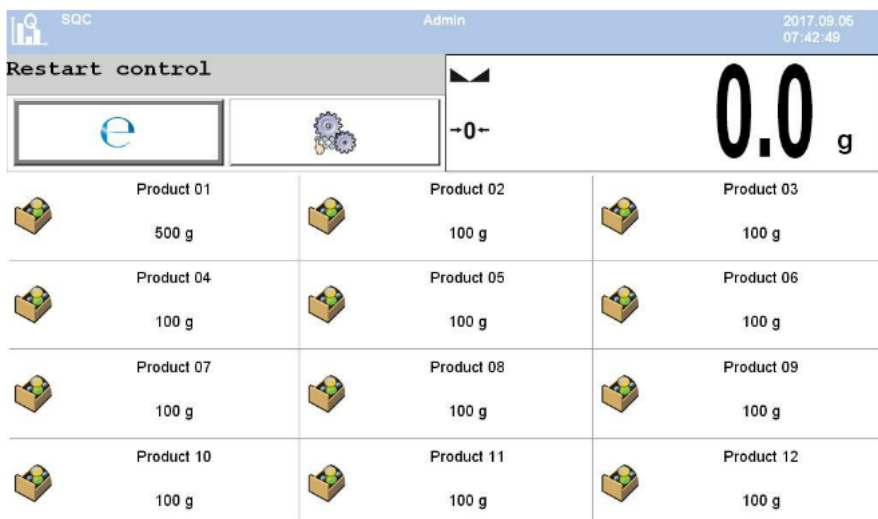 SQC Admin 2017.09.05
07:42:49
Restart control
e
→0←
0.0 g
Product 01 Product 02 Product 03
500 g 100 g 100 g
Product 04 Product 05 Product 06
100 g 100 g 100 g
Product 07 Product 08 Product 09
100 g 100 g 100 g
Product 10 Product 11 Product 12
100 g 100 g 100 g